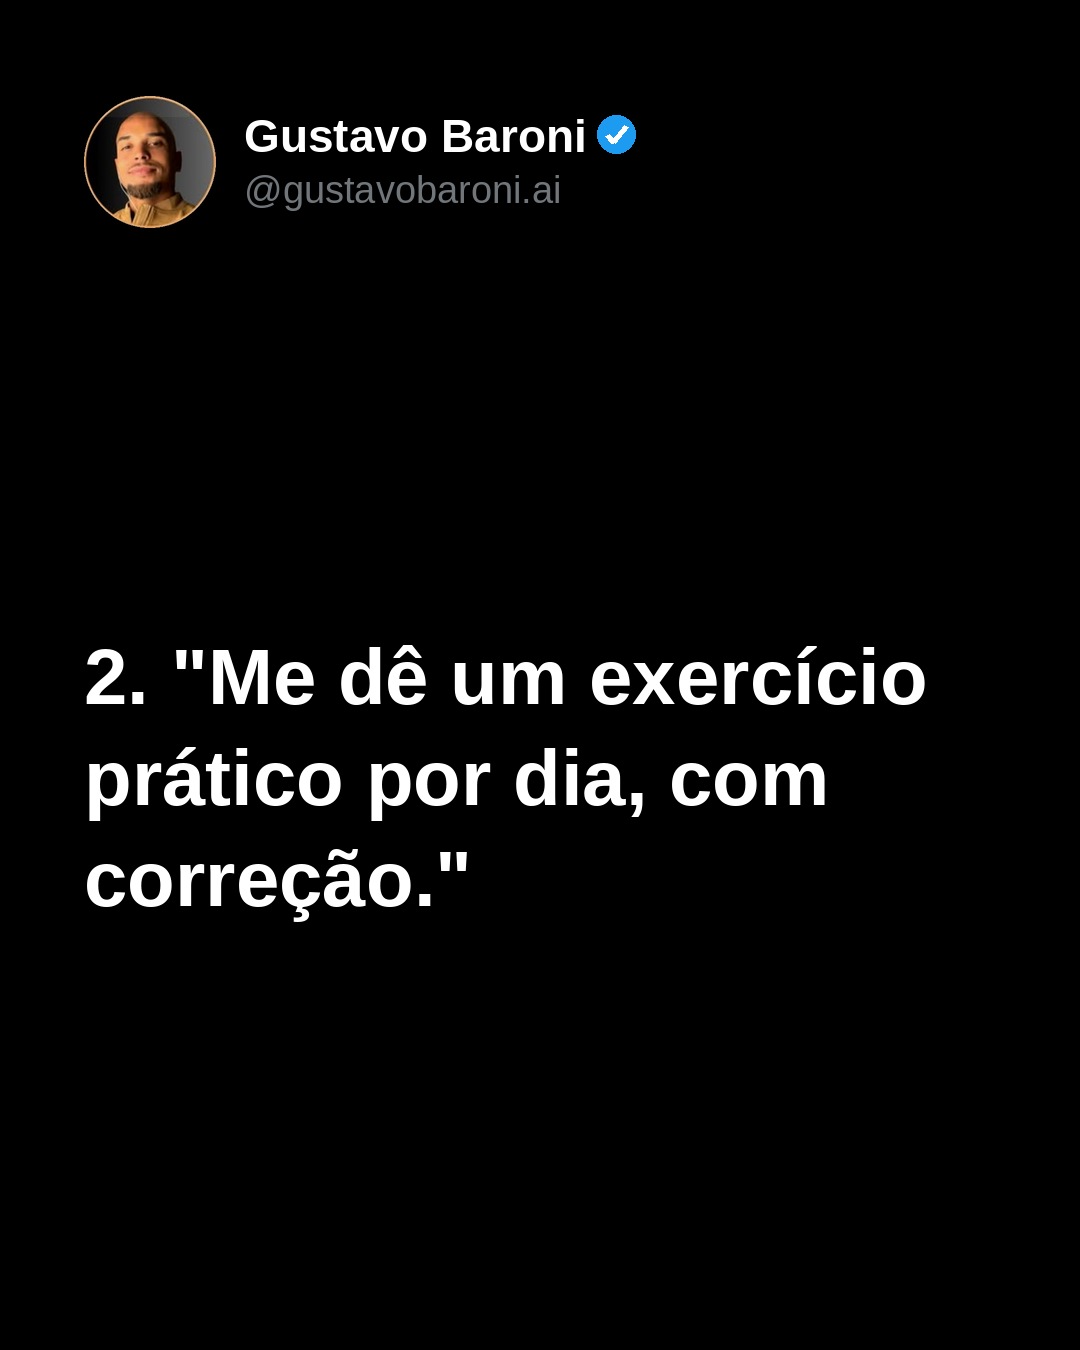 Gustavo Baroni
@gustavobaroni.ai
2. "Me dê um exercício
prático por dia, com
correção."